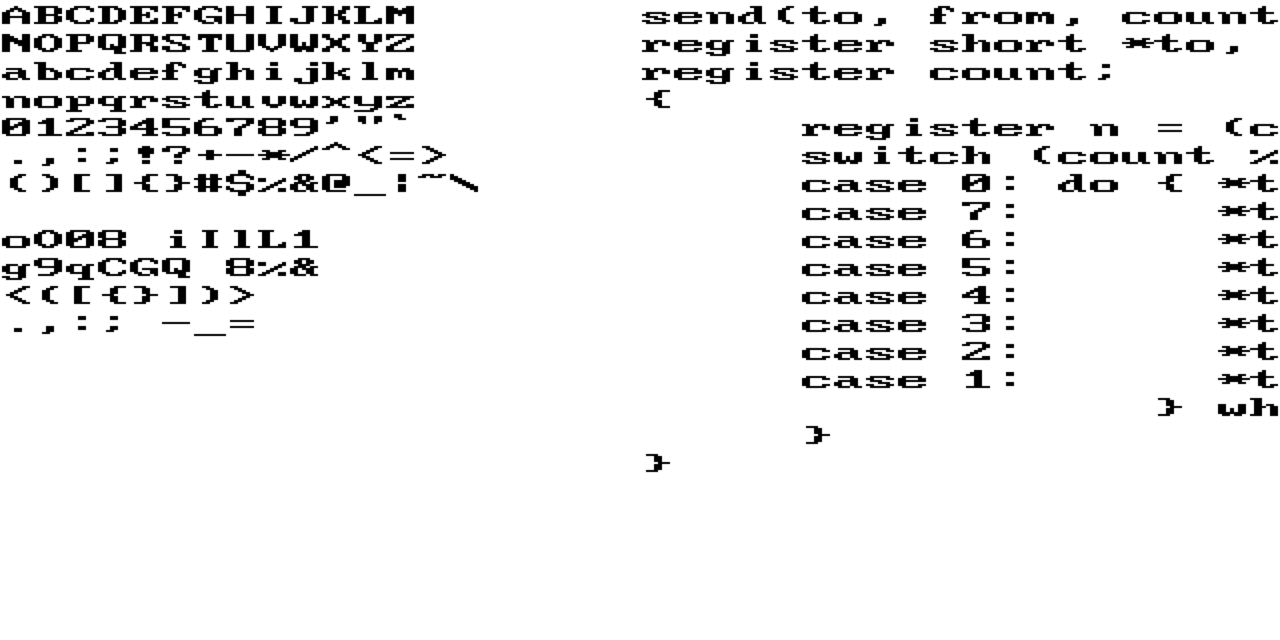 ABCDEFGHIJKLM
NOPQRSTUVWXYZ
abcdefghijklm
nopqrstuvwxyz
0123456789'"`
.,:;!?+-*/^<=>
()[]{}#$%&@_¦~\
oO08 iIlL1
g9qCGQ 8%&
<([{}])>
.,:; -_=
send(to, from, count
register short *to,
register count;
{
     register n = (c
     switch (count %
     case 0: do { *t
     case 7:      *t
     case 6:      *t
     case 5:      *t
     case 4:      *t
     case 3:      *t
     case 2:      *t
     case 1:      *t
                } wh
     }
}